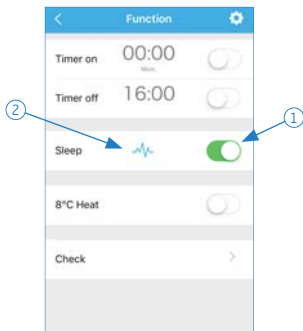 Function
Timer on 00:00
Mon.
Timer off 16:00
2
1
Sleep
8°C Heat
Check